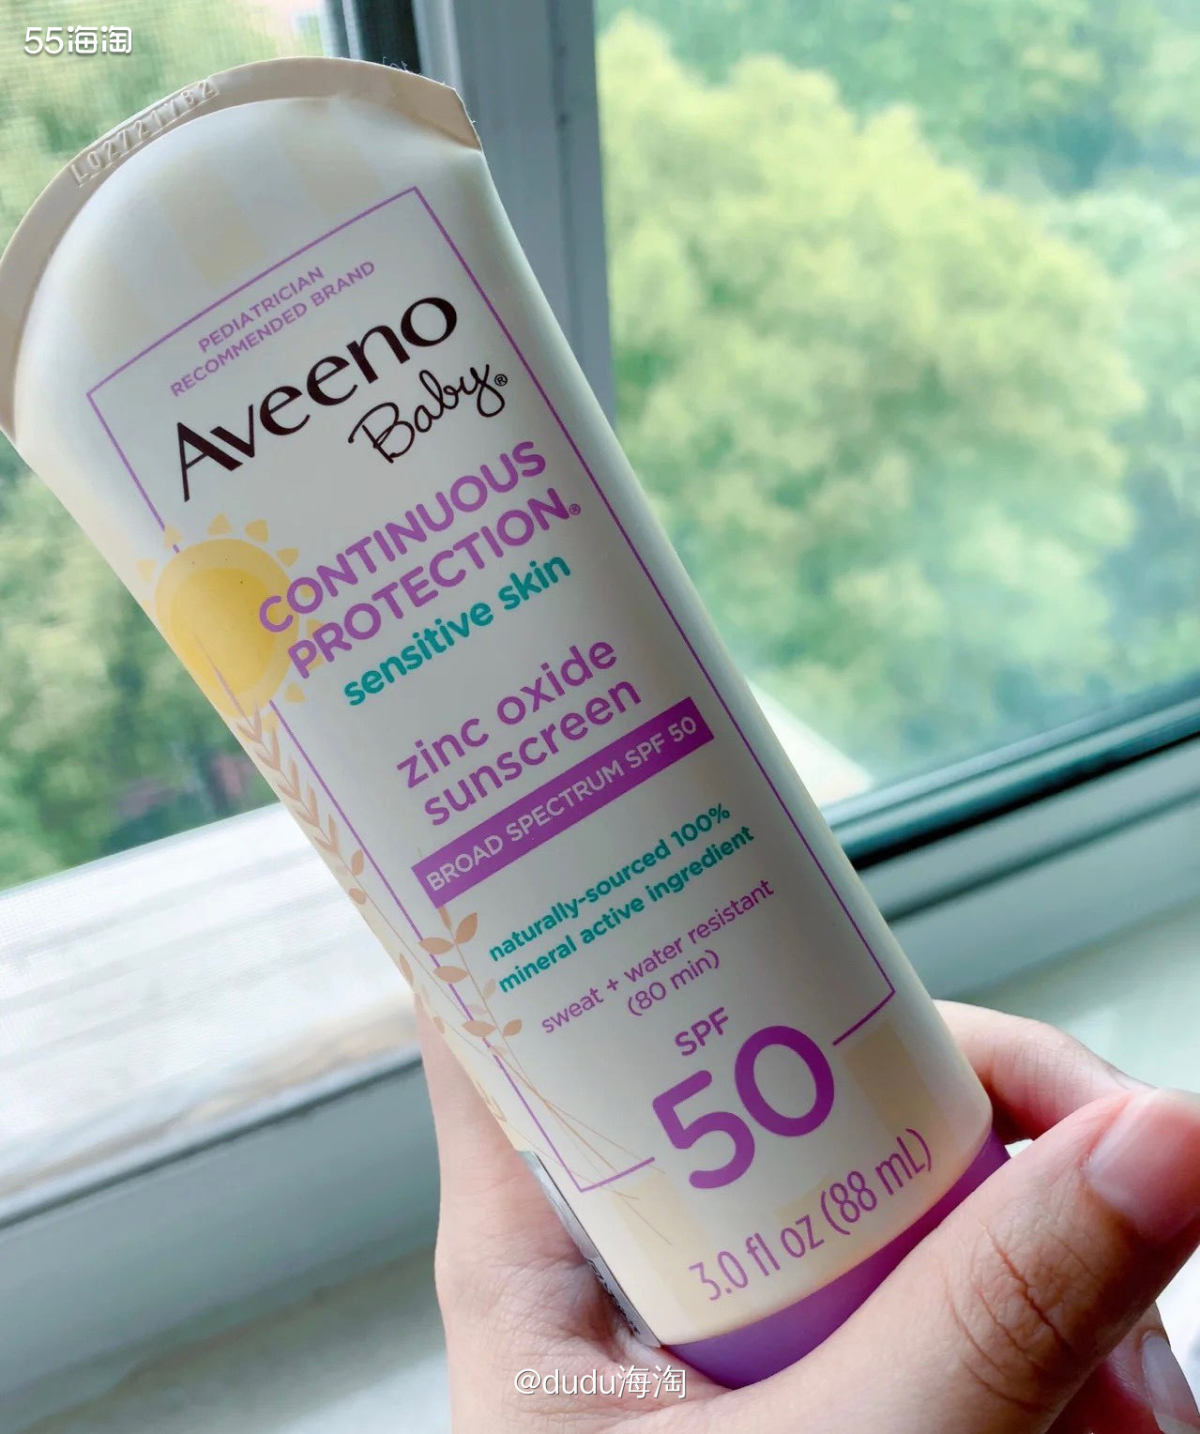 55海淘
L027217B2
PEDIATRICIAN
RECOMMENDED BRAND
Aveeno
Baby®
CONTINUOUS
PROTECTION®
sensitive skin
zinc oxide
sunscreen
BROAD SPECTRUM SPF 50
naturally-sourced 100%
mineral active ingredient
sweat + water resistant
(80 min)
SPF
50
3.0 fl oz (88 mL)
@dudu海淘